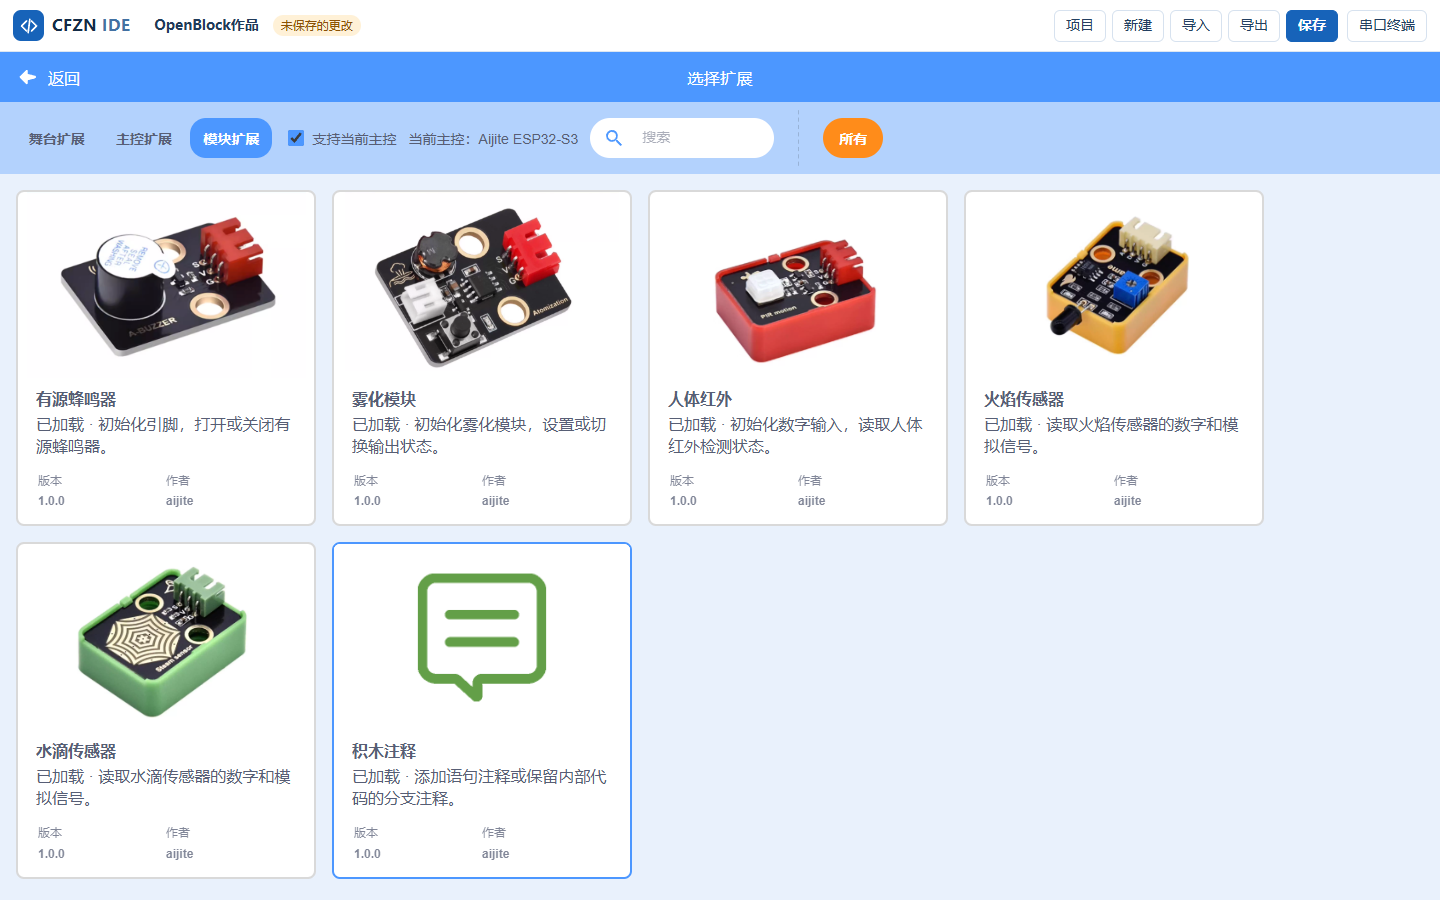 CFZN IDE OpenBlock作品 未保存的更改 项目 新建 导入 导出 保存 串口终端
返回 选择扩展
舞台扩展 主控扩展 模块扩展 支持当前主控 当前主控：Aijite ESP32-S3 搜索 所有
REMOVE
SEAL
AFTER
WASHING
A-BUZZER
Atomization
PIR motion
有源蜂鸣器
已加载 · 初始化引脚，打开或关闭有
源蜂鸣器。
版本 作者
1.0.0 aijite
雾化模块
已加载 · 初始化雾化模块，设置或切
换输出状态。
版本 作者
1.0.0 aijite
人体红外
已加载 · 初始化数字输入，读取人体
红外检测状态。
版本 作者
1.0.0 aijite
火焰传感器
已加载 · 读取火焰传感器的数字和模
拟信号。
版本 作者
1.0.0 aijite
Steam sensor
水滴传感器
已加载 · 读取水滴传感器的数字和模
拟信号。
版本 作者
1.0.0 aijite
积木注释
已加载 · 添加语句注释或保留内部代
码的分支注释。
版本 作者
1.0.0 aijite